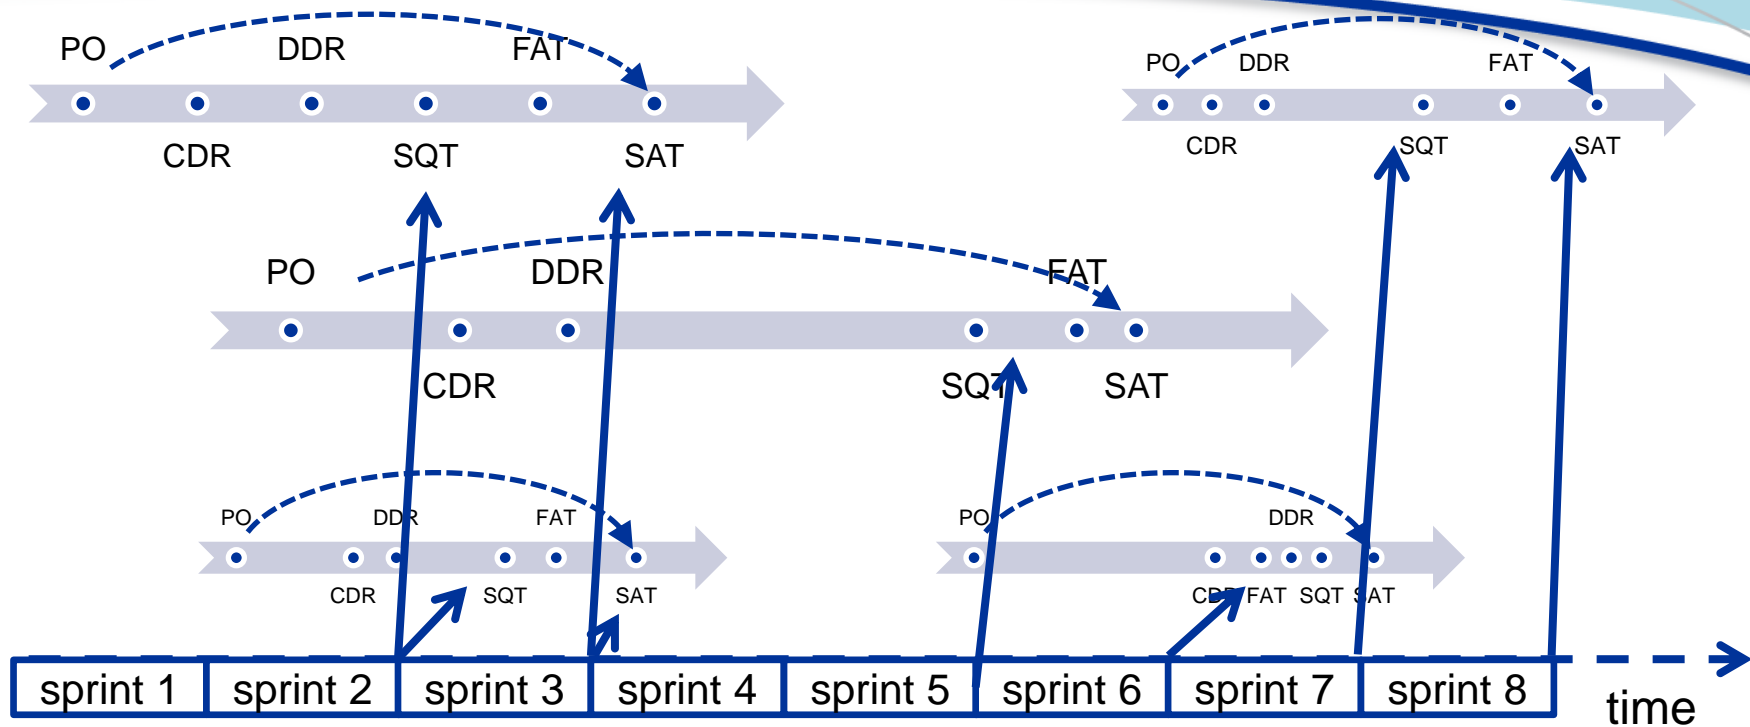 PO DDR FAT
CDR SQT SAT
PO DDR FAT
CDR SQT SAT
PO DDR FAT
CDR SQT SAT
PO DDR FAT
CDR SQT SAT
PO DDR
CDR FAT SQT SAT
sprint 1 sprint 2 sprint 3 sprint 4 sprint 5 sprint 6 sprint 7 sprint 8
time